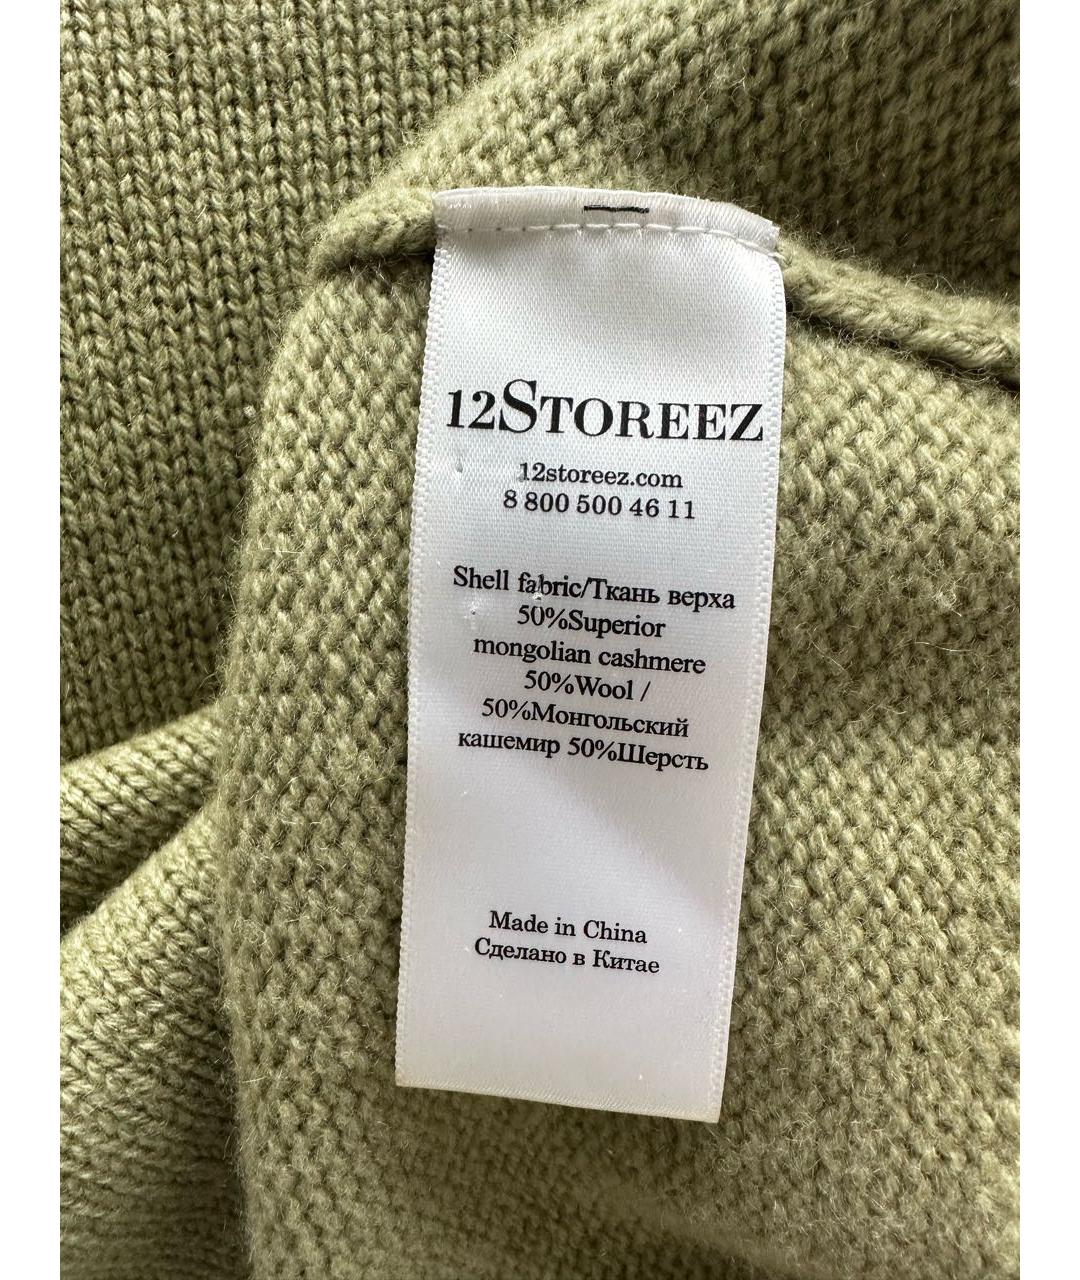 12STOREEZ
12storeez.com
8 800 500 46 11
Shell fabric/Ткань верха
50%Superior
mongolian cashmere
50%Wool /
50%Монгольский
кашемир 50%Шерсть
Made in China
Сделано в Китае